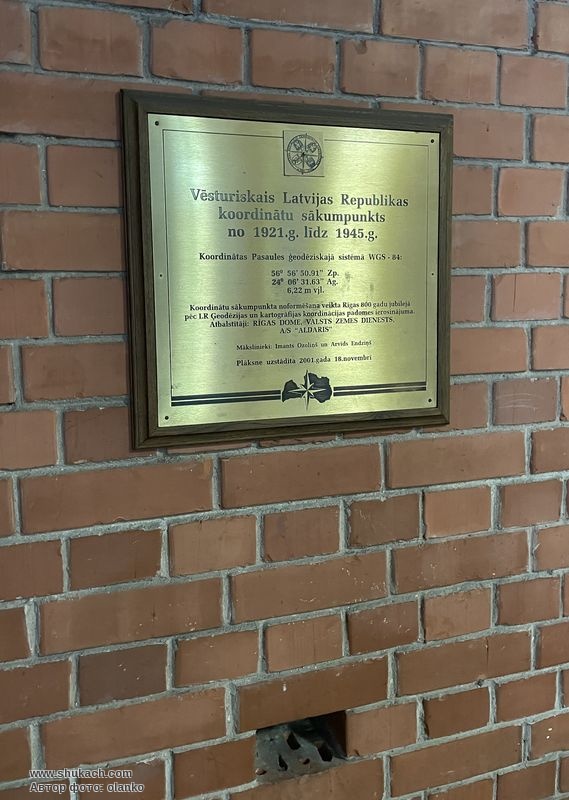 Vēsturiskais Latvijas Republikas
koordinātu sākumpunkts
no 1921.g. līdz 1945.g.
Koordinātas Pasaules ģeodēziskajā sistēmā WGS - 84:
56° 56' 50.91" Zp.
24° 06' 31.63" Ag.
6,22 m vjl.
Koordinātu sākumpunkta noformēšana veikta Rīgas 800 gadu jubilejā
pēc LR Ģeodēzijas un kartogrāfijas koordinācijas padomes ierosinājuma.
Atbalstītāji: RĪGAS DOME, VALSTS ZEMES DIENESTS,
A/S "ALDARIS"
Mākslinieki: Imants Ozoliņš un Arvīds Endziņš
Plāksne uzstādīta 2001.gada 18.novembrī
www.shukach.com
Автор фото: olanko